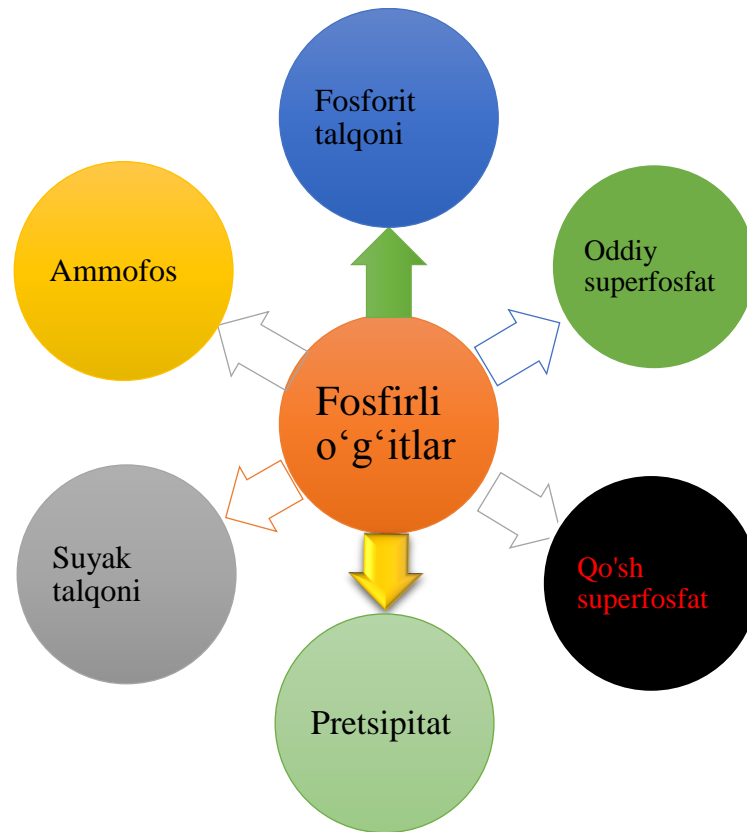 Fosforit
talqoni
Ammofos
Oddiy
superfosfat
Fosfirli
o‘g‘itlar
Suyak
talqoni
Qo'sh
superfosfat
Pretsipitat